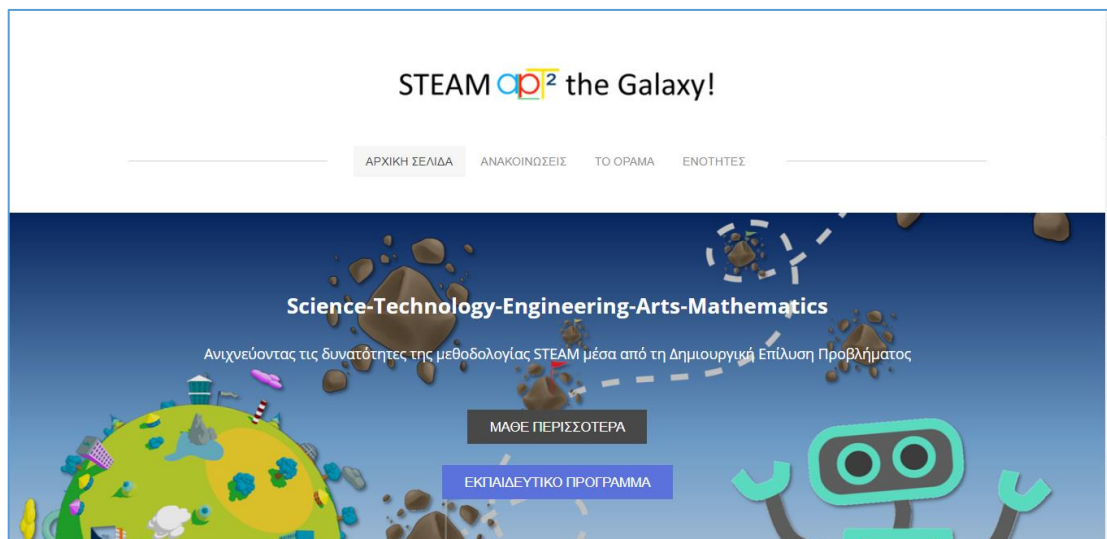 STEAM apT² the Galaxy!
ΑΡΧΙΚΗ ΣΕΛΙΔΑ ΑΝΑΚΟΙΝΩΣΕΙΣ ΤΟ ΟΡΑΜΑ ΕΝΟΤΗΤΕΣ
Science-Technology-Engineering-Arts-Mathematics
Ανιχνεύοντας τις δυνατότητες της μεθοδολογίας STEAM μέσα από τη Δημιουργική Επίλυση Προβλήματος
ΜΑΘΕ ΠΕΡΙΣΣΟΤΕΡΑ
ΕΚΠΑΙΔΕΥΤΙΚΟ ΠΡΟΓΡΑΜΜΑ